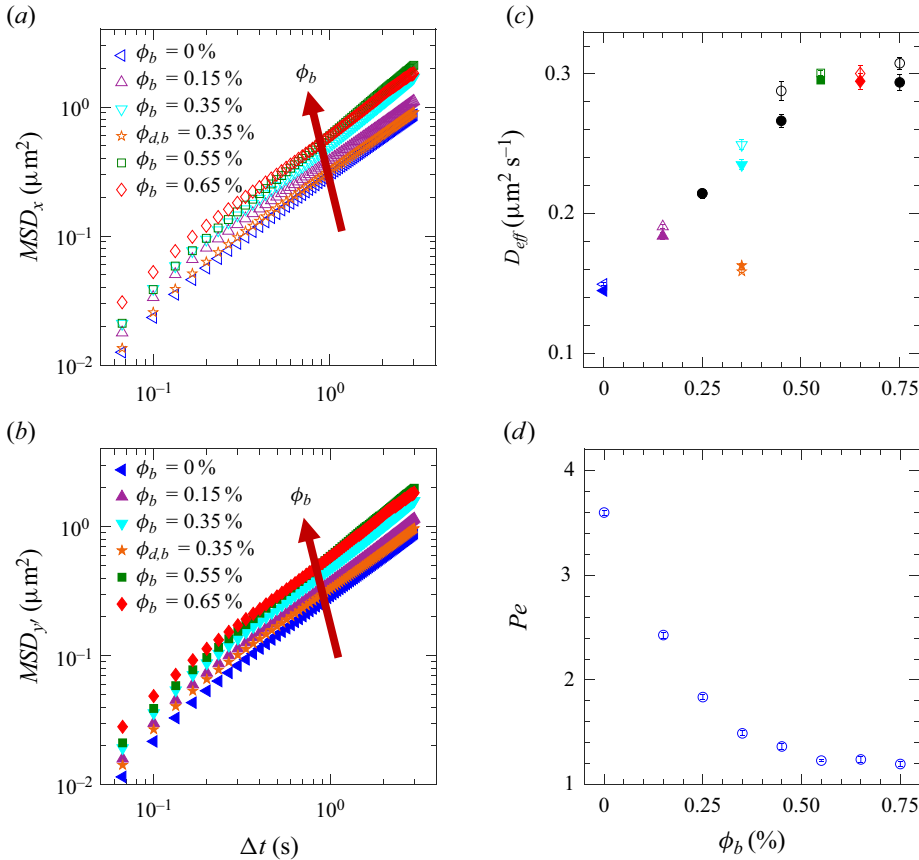 (a)
10⁰
10⁻¹
10⁻²
MSDₓ (μm²)
ϕ_b = 0 %
ϕ_b = 0.15 %
ϕ_b = 0.35 %
ϕ_d,b = 0.35 %
ϕ_b = 0.55 %
ϕ_b = 0.65 %
ϕ_b
10⁻¹
10⁰
(c)
0.3
0.2
0.1
D_eff (μm² s⁻¹)
0
0.25
0.50
0.75
(b)
10⁰
10⁻¹
10⁻²
MSD_y′ (μm²)
ϕ_b = 0 %
ϕ_b = 0.15 %
ϕ_b = 0.35 %
ϕ_d,b = 0.35 %
ϕ_b = 0.55 %
ϕ_b = 0.65 %
ϕ_b
10⁻¹
10⁰
Δt (s)
(d)
4
3
2
1
Pe
0
0.25
0.50
0.75
ϕ_b (%)